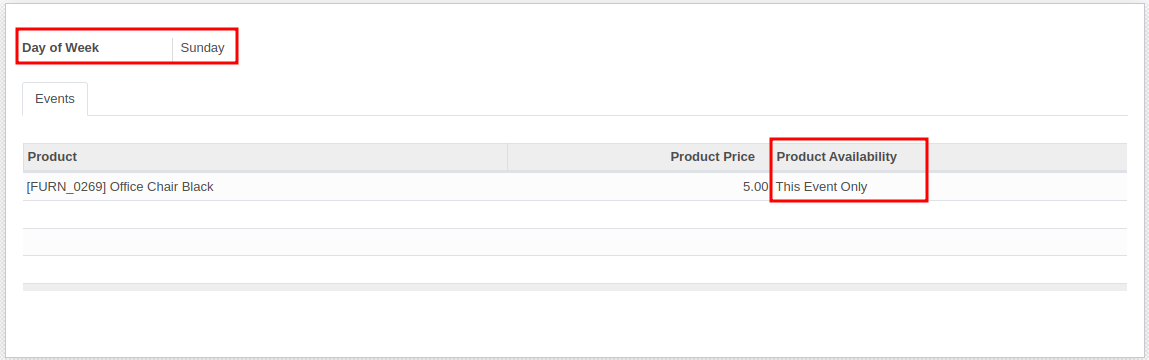 Day of Week Sunday
Events
Product Product Price Product Availability
[FURN_0269] Office Chair Black 5.00 This Event Only